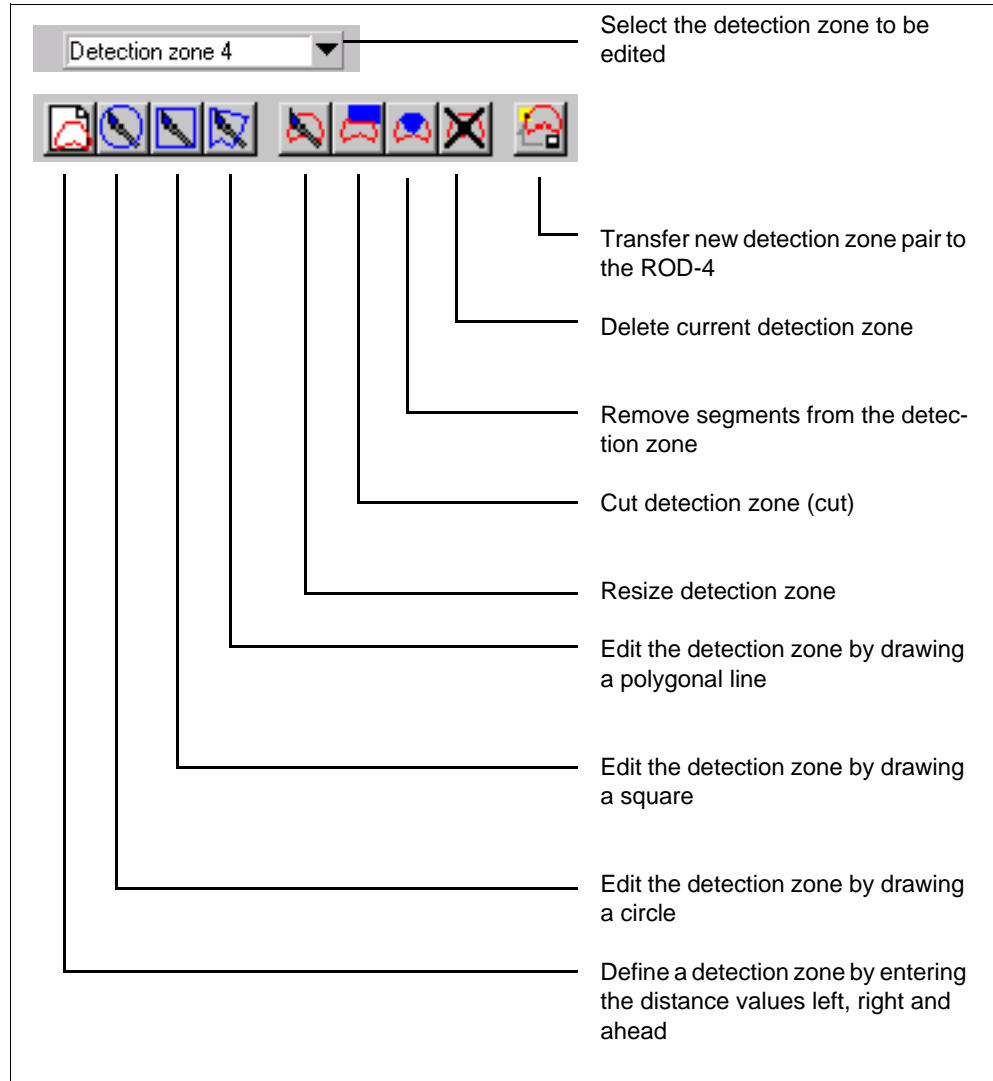 Select the detection zone to be
edited
Detection zone 4
Transfer new detection zone pair to
the ROD-4
Delete current detection zone
Remove segments from the detec-
tion zone
Cut detection zone (cut)
Resize detection zone
Edit the detection zone by drawing
a polygonal line
Edit the detection zone by drawing
a square
Edit the detection zone by drawing
a circle
Define a detection zone by entering
the distance values left, right and
ahead